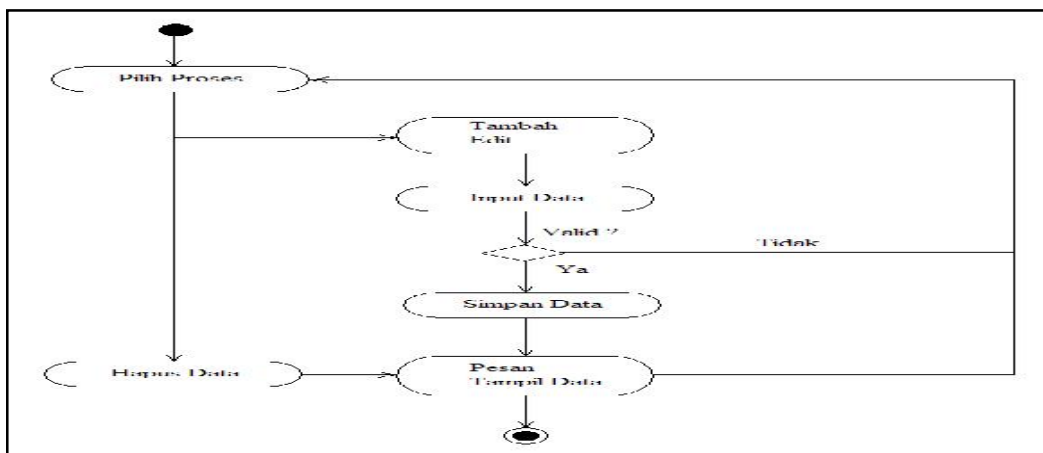 Pilih Proses
Tambah
Edit
Input Data
Valid ?
Tidak
Ya
Simpan Data
Hapus Data
Pesan
Tampil Data